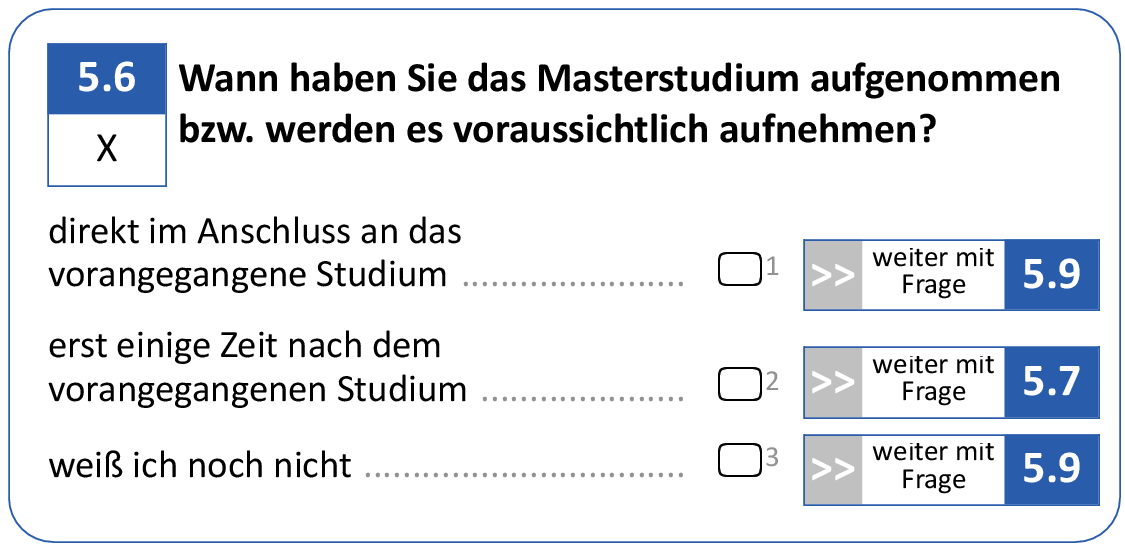 5.6
X
Wann haben Sie das Masterstudium aufgenommen
bzw. werden es voraussichtlich aufnehmen?
direkt im Anschluss an das
vorangegangene Studium ....................... 1 >> weiter mit Frage 5.9
erst einige Zeit nach dem
vorangegangenen Studium ..................... 2 >> weiter mit Frage 5.7
weiß ich noch nicht ................................. 3 >> weiter mit Frage 5.9